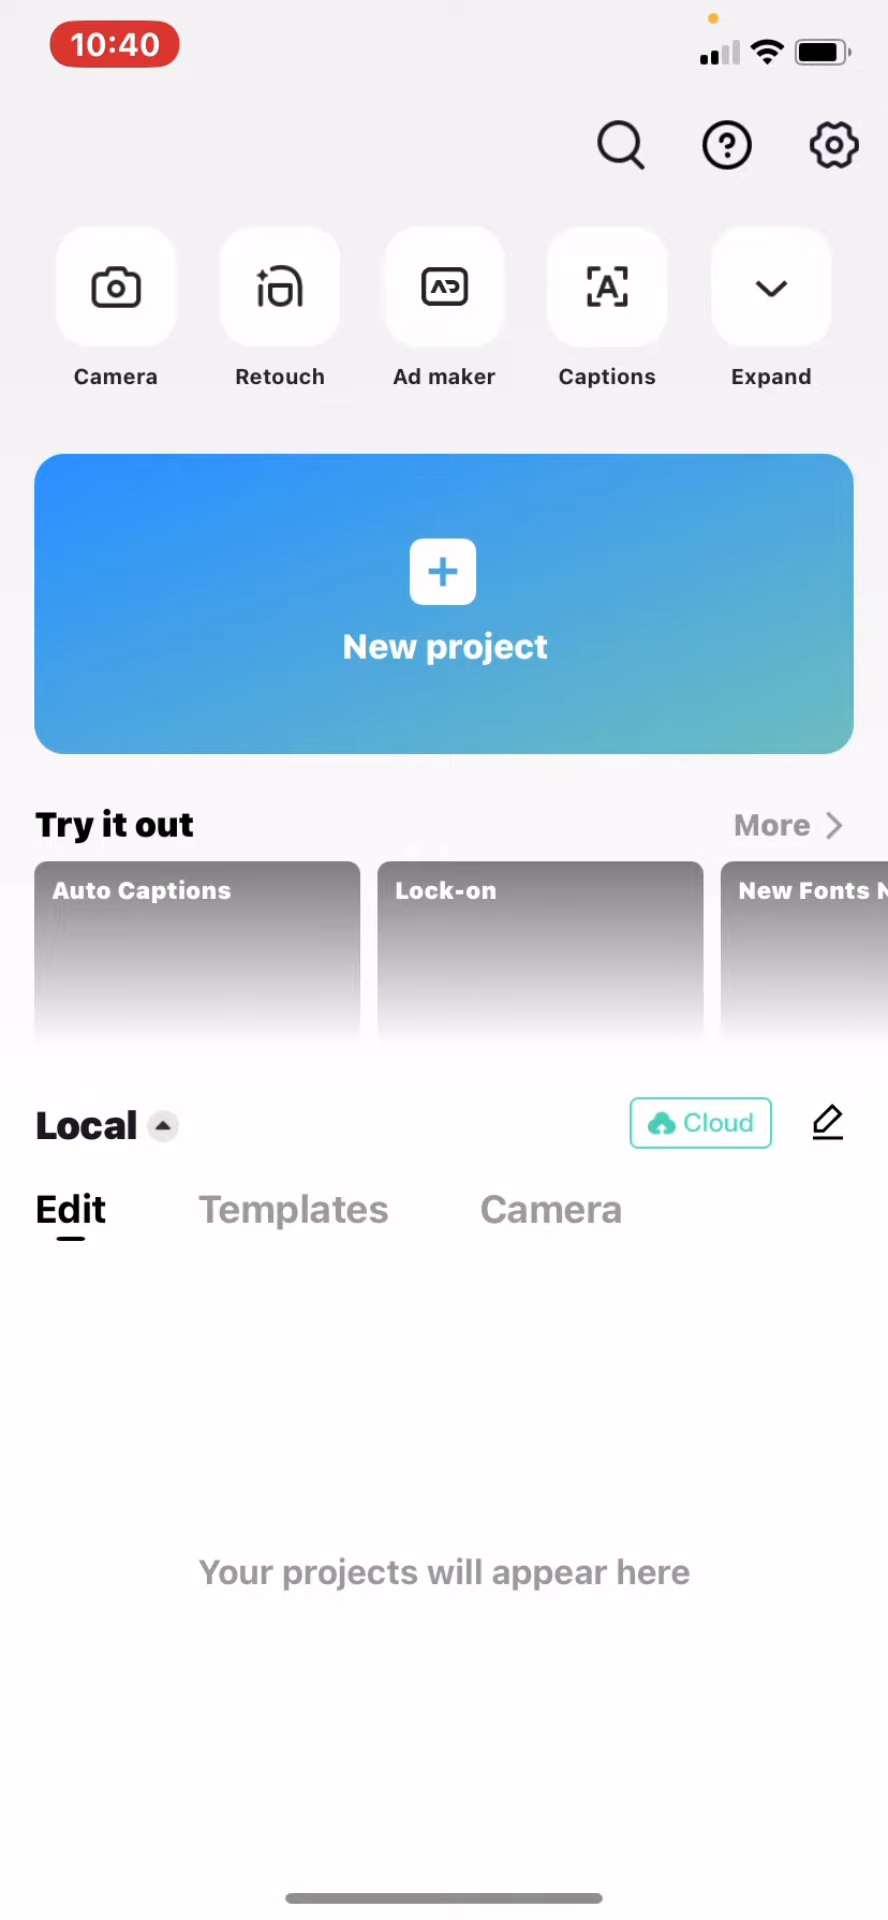 10:40
Camera
Retouch
Ad maker
Captions
Expand
New project
Try it out
More
Auto Captions
Lock-on
New Fonts
Local
Cloud
Edit
Templates
Camera
Your projects will appear here